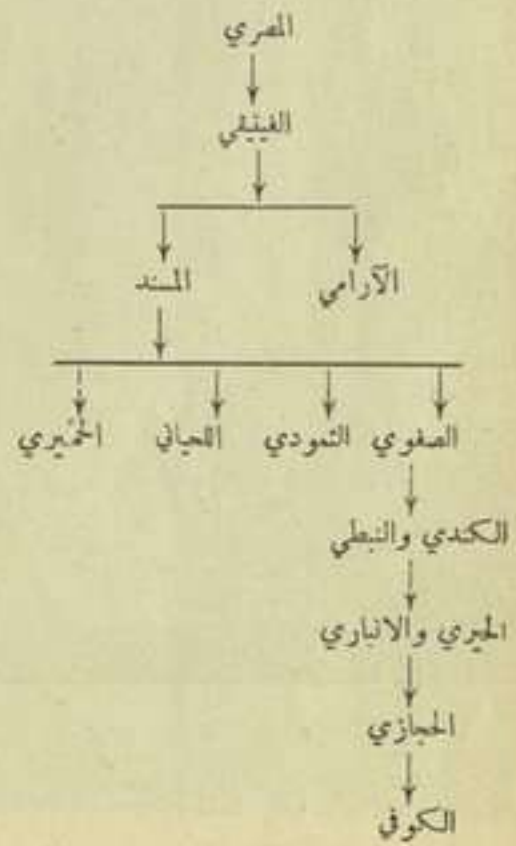 المصري
الفينيقي
الآرامي المسند
الصفوي الثمودي اللحياني الحميري
الكندي والنبطي
الحيري والانباري
الحجازي
الكوفي